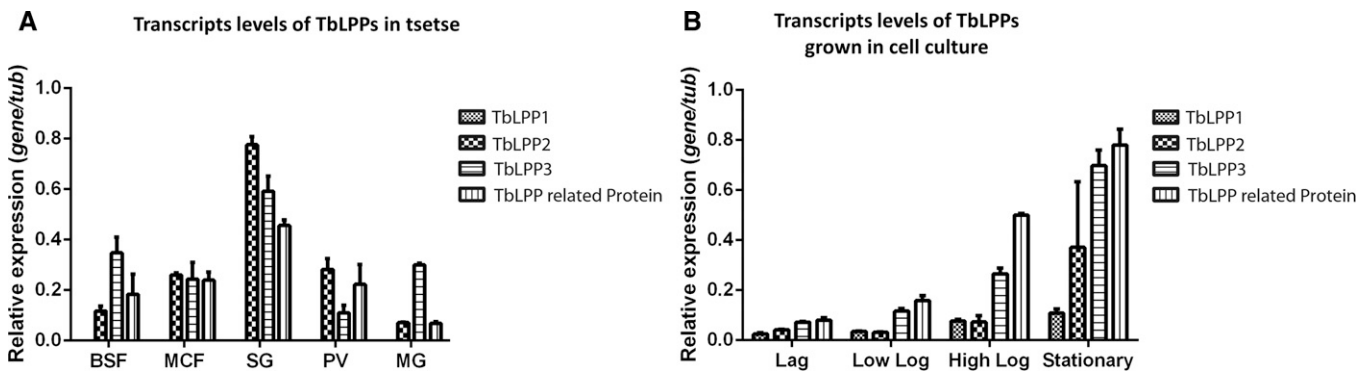 A
Transcripts levels of TbLPPs in tsetse
Relative expression (gene/tub)
1.0
0.8
0.6
0.4
0.2
0.0
BSF MCF SG PV MG
TbLPP1
TbLPP2
TbLPP3
TbLPP related Protein
B
Transcripts levels of TbLPPs
grown in cell culture
Relative expression (gene/tub)
1.0
0.8
0.6
0.4
0.2
0.0
Lag Low Log High Log Stationary
TbLPP1
TbLPP2
TbLPP3
TbLPP related Protein